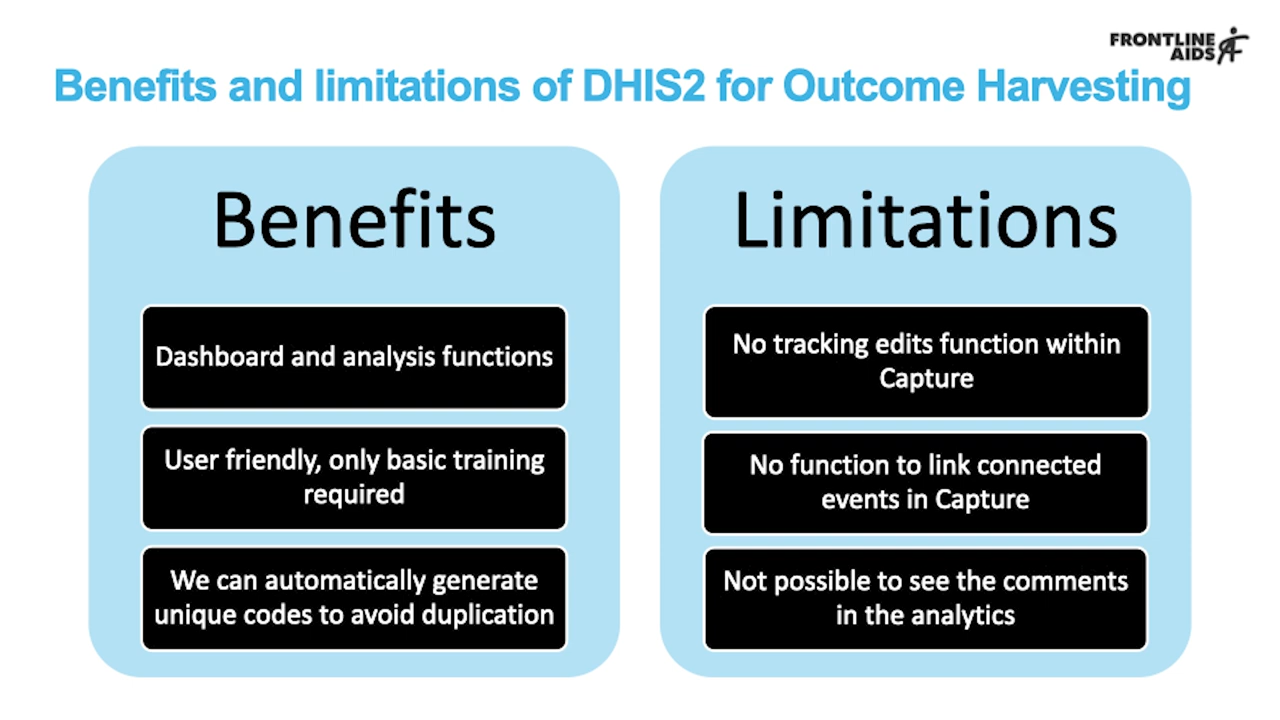 FRONTLINE
AIDS
Benefits and limitations of DHIS2 for Outcome Harvesting
Benefits
Dashboard and analysis functions
User friendly, only basic training
required
We can automatically generate
unique codes to avoid duplication
Limitations
No tracking edits function within
Capture
No function to link connected
events in Capture
Not possible to see the comments
in the analytics